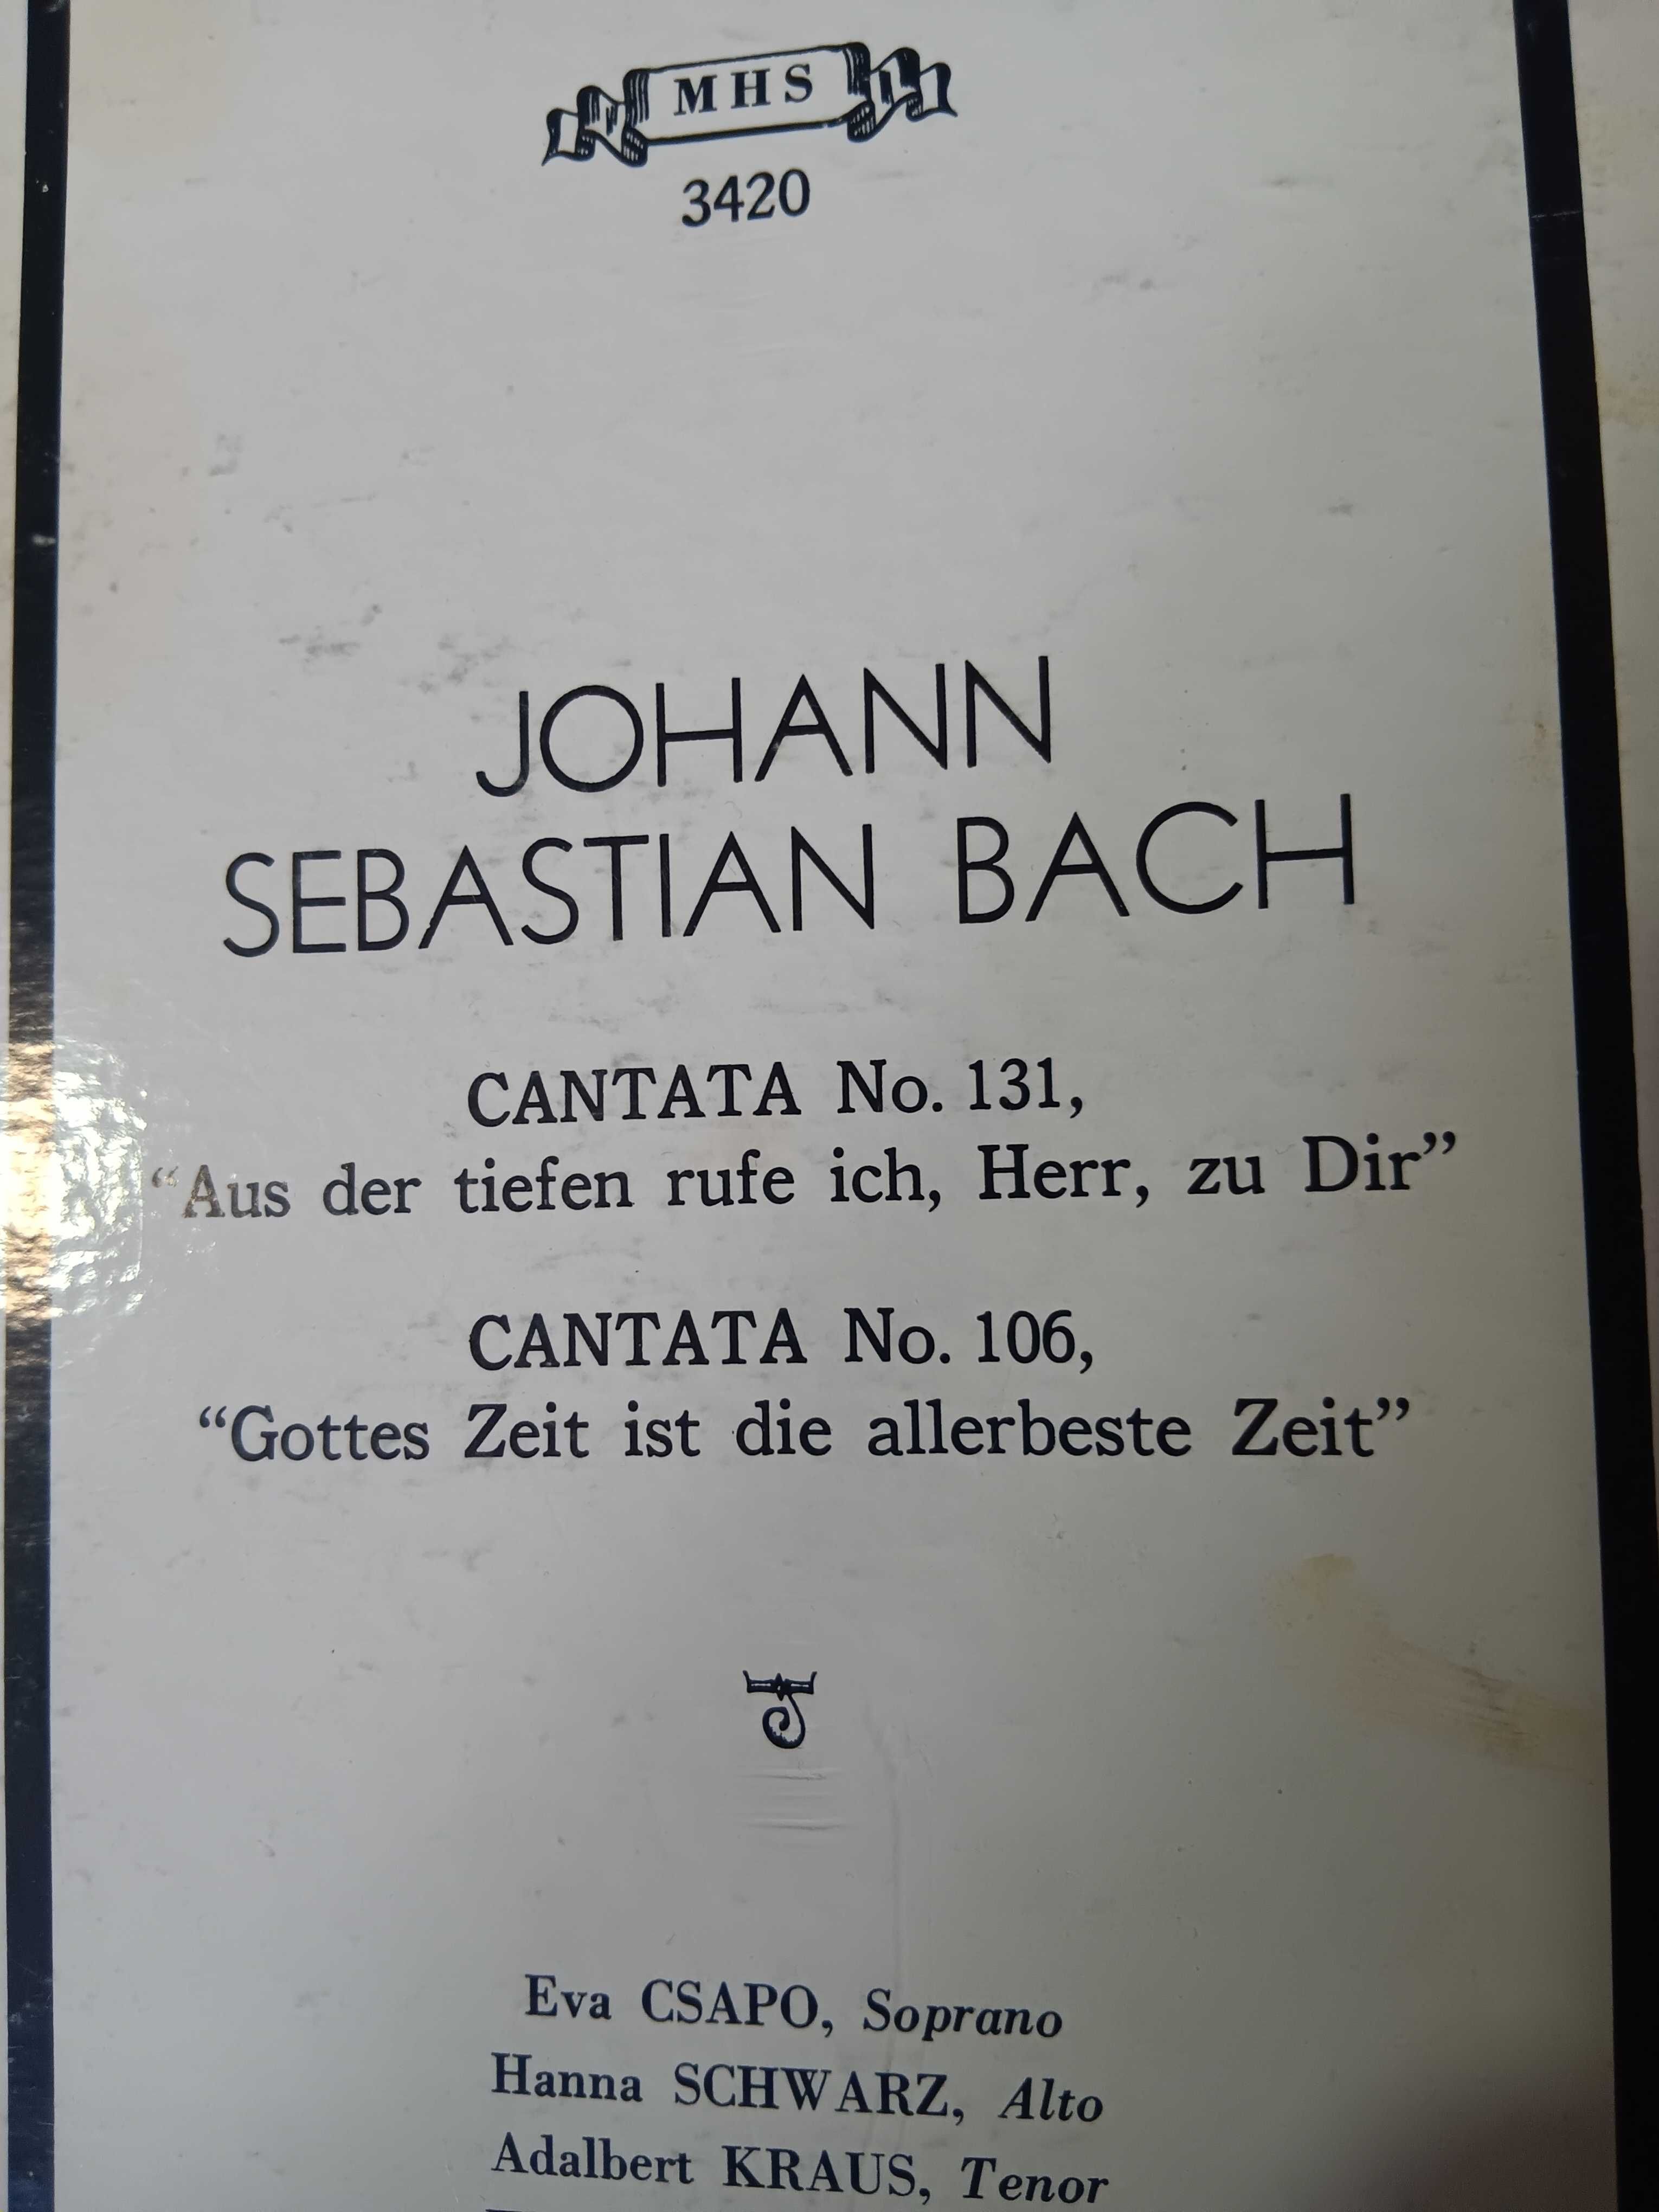 MHS
3420
JOHANN
SEBASTIAN BACH
CANTATA No. 131,
“Aus der tiefen rufe ich, Herr, zu Dir”
CANTATA No. 106,
“Gottes Zeit ist die allerbeste Zeit”
Eva CSAPO, Soprano
Hanna SCHWARZ, Alto
Adalbert KRAUS, Tenor